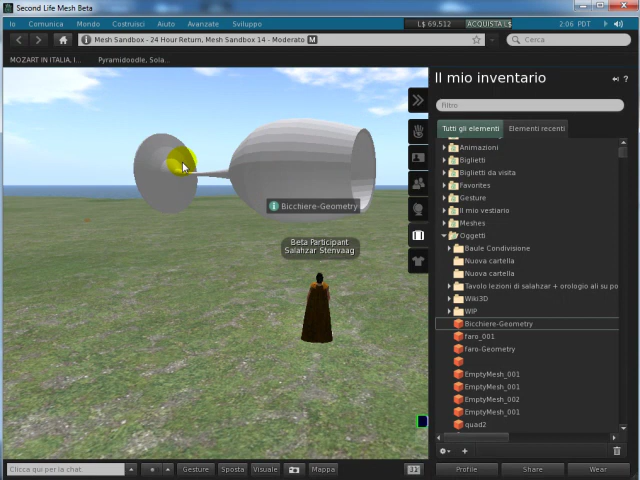 Second Life Mesh Beta
Io Comunica Mondo Costruisci Aiuto Avanzate Sviluppo L$ 69,512 ACQUISTA L$ 2:06 PDT
Mesh Sandbox - 24 Hour Return, Mesh Sandbox 14 - Moderato M Cerca
MOZART IN ITALIA, I... Pyramidoodle, Sola...
Il mio inventario
?
Filtro
Tutti gli elementi Elementi recenti
Animazioni
Biglietti
Biglietti da visita
Favorites
Gesture
Il mio vestiario
Meshes
Oggetti
Baule Condivisione
Nuova cartella
Nuova cartella
Tavolo lezioni di salahzar + orologio ali su po
Wiki3D
WIP
Bicchiere-Geometry
faro_001
faro-Geometry
EmptyMesh_001
EmptyMesh_001
EmptyMesh_002
EmptyMesh_001
quad2
i Bicchiere-Geometry
Beta Participant
Salahzar Stenvaag
Clicca qui per la chat Gesture Sposta Visuale Mappa
Profile Share Wear